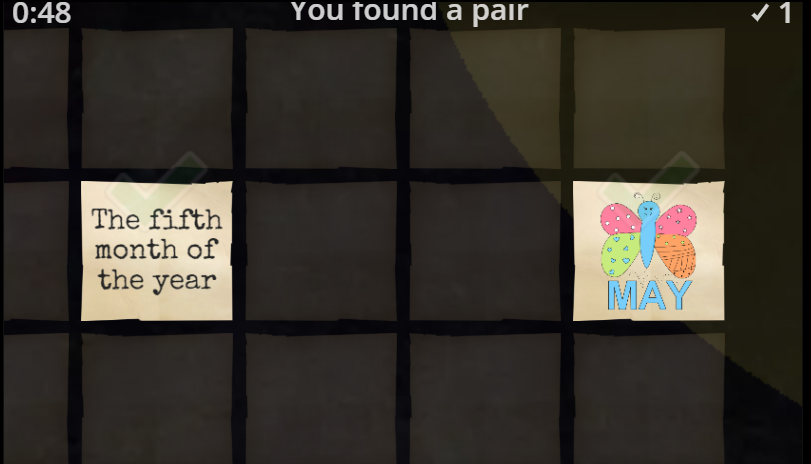 0:48
You found a pair
✓ 1
The fifth
month of
the year
MAY